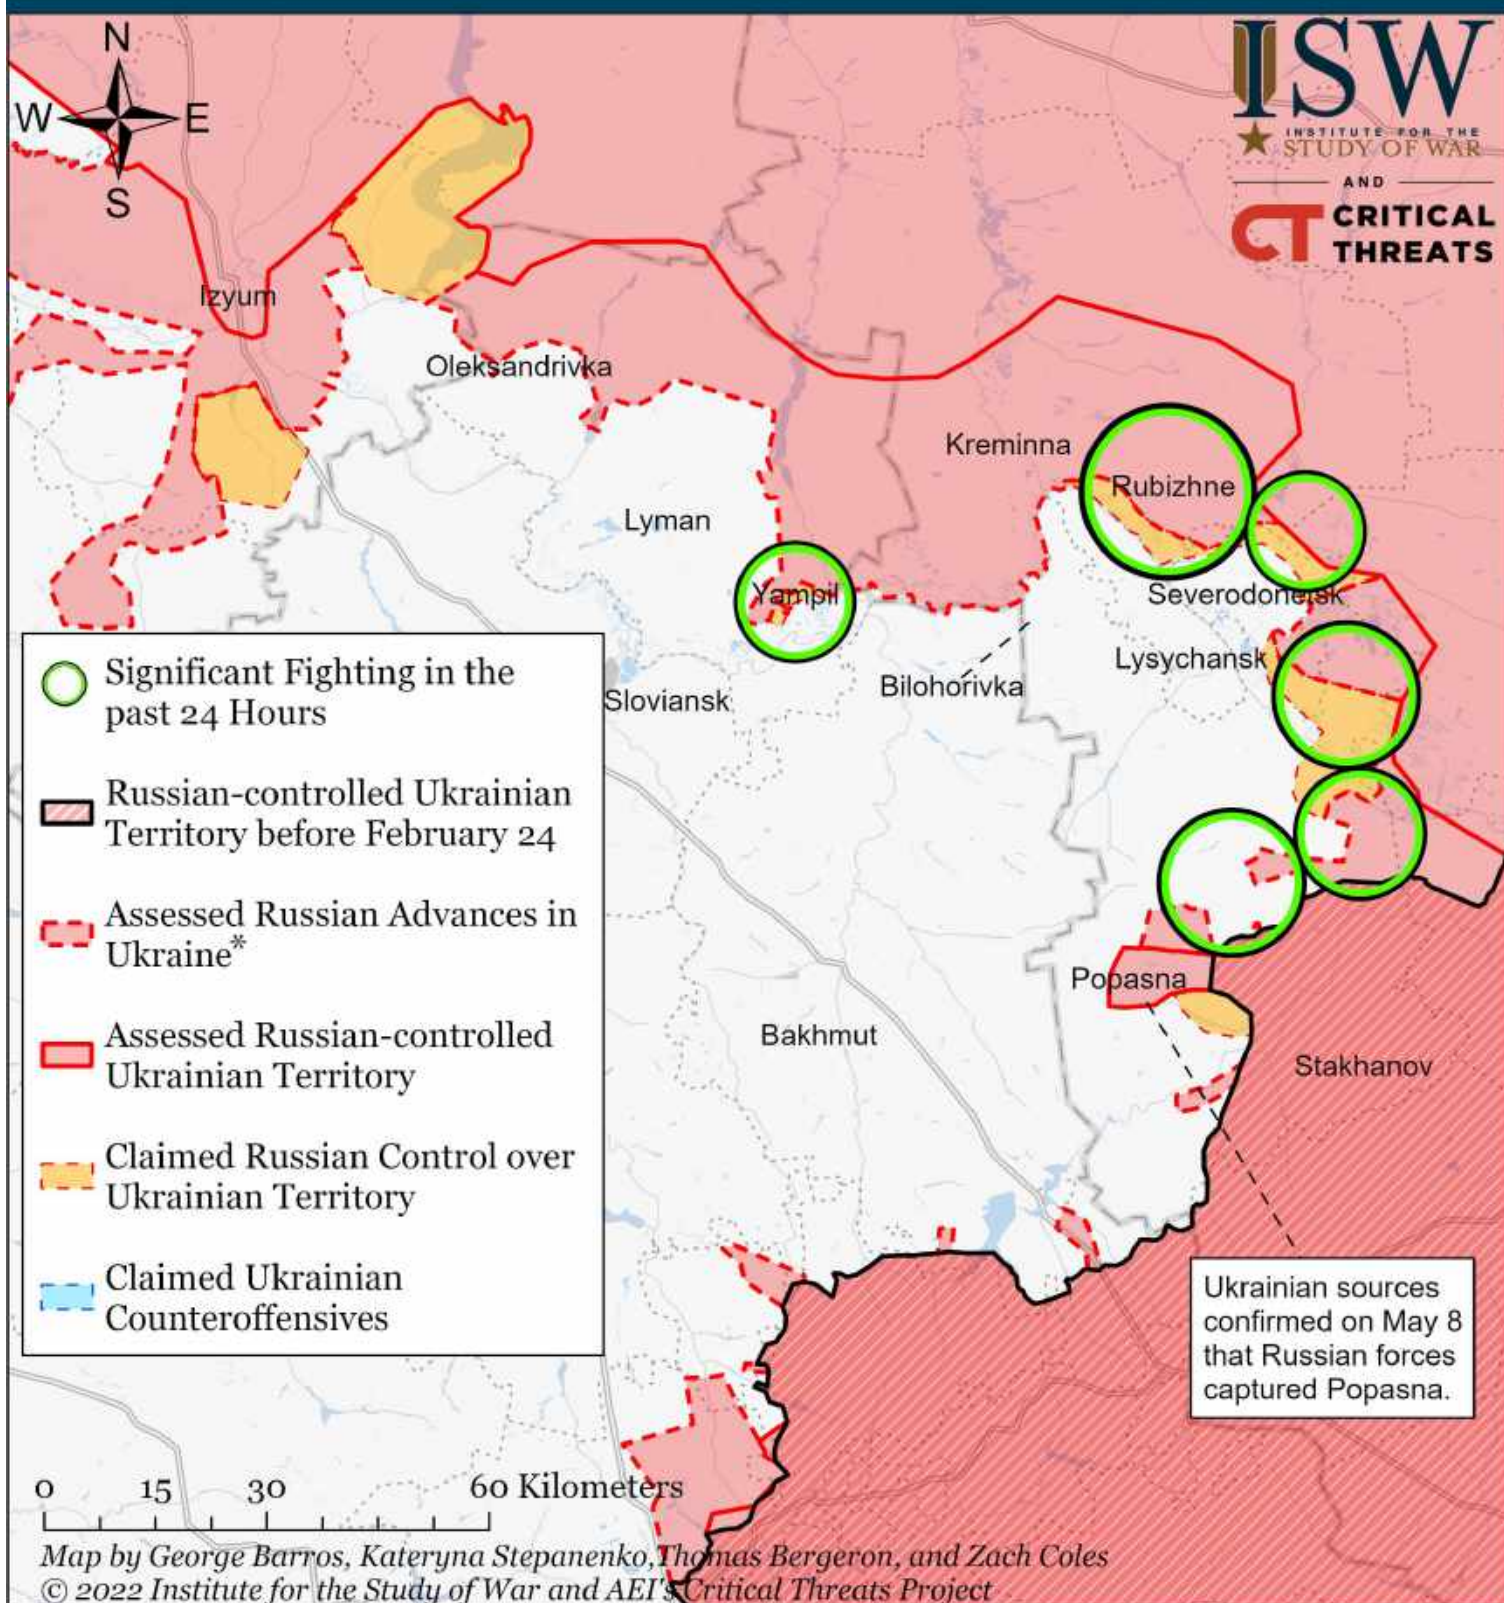 N
W E
S
ISW
INSTITUTE FOR THE
STUDY OF WAR
AND
CT CRITICAL
THREATS
Izyum
Oleksandrivka
Kreminna
Rubizhne
Lyman
Yampil
Severodonetsk
Lysychansk
Bilohorivka
Sloviansk
Popasna
Bakhmut
Stakhanov
Significant Fighting in the
past 24 Hours
Russian-controlled Ukrainian
Territory before February 24
Assessed Russian Advances in
Ukraine*
Assessed Russian-controlled
Ukrainian Territory
Claimed Russian Control over
Ukrainian Territory
Claimed Ukrainian
Counteroffensives
Ukrainian sources
confirmed on May 8
that Russian forces
captured Popasna.
0 15 30 60 Kilometers
Map by George Barros, Kateryna Stepanenko,Thomas Bergeron, and Zach Coles
© 2022 Institute for the Study of War and AEI's Critical Threats Project